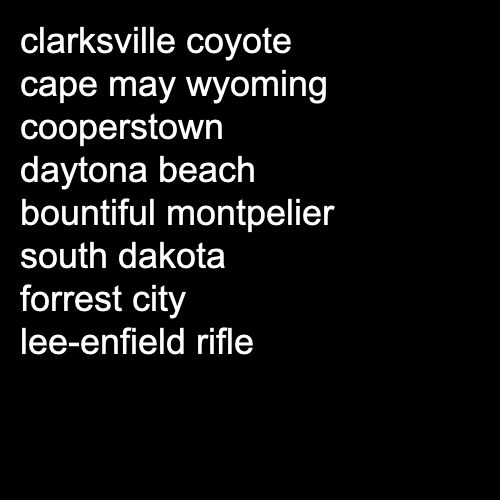 clarksville coyote
cape may wyoming
cooperstown
daytona beach
bountiful montpelier
south dakota
forrest city
lee-enfield rifle